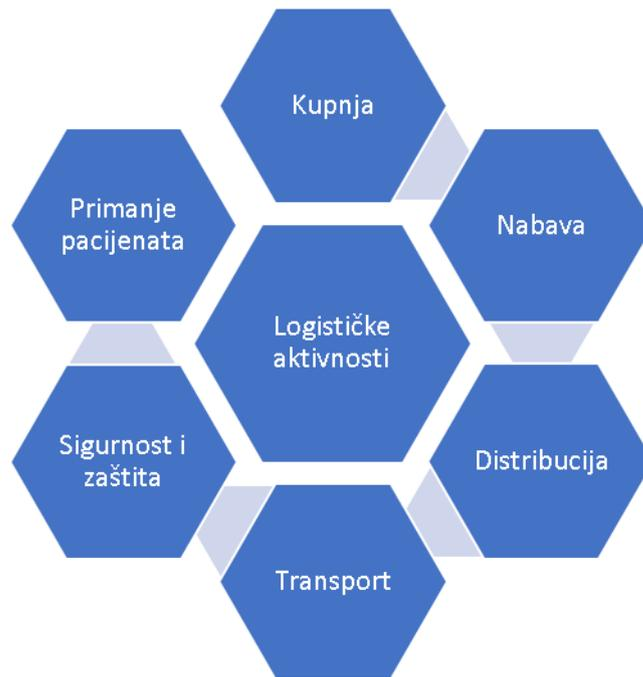 Kupnja
Primanje
pacijenata
Nabava
Logističke
aktivnosti
Sigurnost i
zaštita
Distribucija
Transport